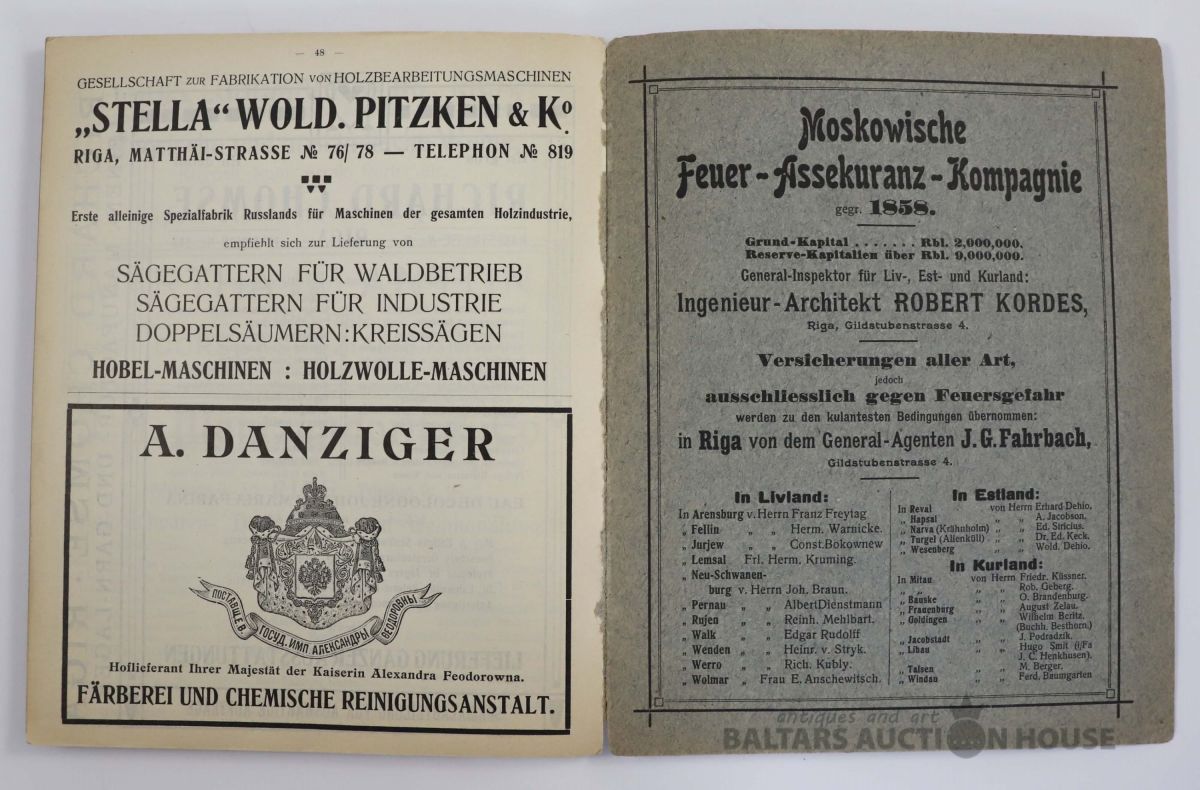 — 48 —
GESELLSCHAFT ZUR FABRIKATION VON HOLZBEARBEITUNGSMASCHINEN
„STELLA“ WOLD. PITZKEN & Ko.
RIGA, MATTHÄI-STRASSE № 76/78 — TELEPHON № 819
Erste alleinige Spezialfabrik Russlands für Maschinen der gesamten Holzindustrie,
empfiehlt sich zur Lieferung von
SÄGEGATTERN FÜR WALDBETRIEB
SÄGEGATTERN FÜR INDUSTRIE
DOPPELSÄUMERN: KREISSÄGEN
HOBEL-MASCHINEN : HOLZWOLLE-MASCHINEN
A. DANZIGER
ПОСТАВЩ. Е. В. ГОСУД. ИМП. АЛЕКСАНДРЫ ФЕОДОРОВНЫ
Hoflieferant Ihrer Majestät der Kaiserin Alexandra Feodorowna.
FÄRBEREI UND CHEMISCHE REINIGUNGSANSTALT.
Moskowische
Feuer-Assekuranz-Kompagnie
gegr. 1858.
Grund-Kapital . . . . . . . Rbl. 2,000,000.
Reserve-Kapitalien über Rbl. 9,000,000.
General-Inspektor für Liv-, Est- und Kurland:
Ingenieur-Architekt ROBERT KORDES,
Riga, Gildstubenstrasse 4.
Versicherungen aller Art,
jedoch
ausschliesslich gegen Feuersgefahr
werden zu den kulantesten Bedingungen übernommen:
in Riga von dem General-Agenten J. G. Fahrbach,
Gildstubenstrasse 4.
In Livland:
In Arensburg v. Herrn Franz Freytag
„ Fellin „ „ Herm. Warnicke.
„ Jurjew „ „ Const. Bokownew
„ Lemsal Frl. Herm. Kruming.
„ Neu-Schwanen-
burg v. Herrn Joh. Braun.
„ Pernau „ „ Albert Dienstmann
„ Rujen „ „ Reinh. Mehlbart.
„ Walk „ „ Edgar Rudolff
„ Wenden „ „ Heinr. v. Stryk.
„ Werro „ „ Rich. Kubly.
„ Wolmar „ Frau E. Anschewitsch.
In Estland:
In Reval von Herrn Erhard Dehio.
„ Hapsal „ „ A. Jacobson.
„ Narva (Krähnholm) „ „ Ed. Siricius.
„ Turgel (Allenküll) „ „ Dr. Ed. Keck.
„ Wesenberg „ „ Wold. Dehio.
In Kurland:
In Mitau von Herrn Friedr. Küssner.
„ „ „ „ Rob. Geberg.
„ Bauske „ „ O. Brandenburg.
„ Frauenburg „ „ August Zelau.
„ Goldingen „ „ Wilhelm Beritz.
(Buchh. Besthorn.)
„ Jacobstadt „ „ J. Podradzik.
„ Libau „ „ Hugo Smit (i/Fa
J. C. Henkhusen).
„ Talsen „ „ M. Berger.
„ Windau „ „ Ferd. Baumgarten
antiques and art
BALTARS AUCTION HOUSE